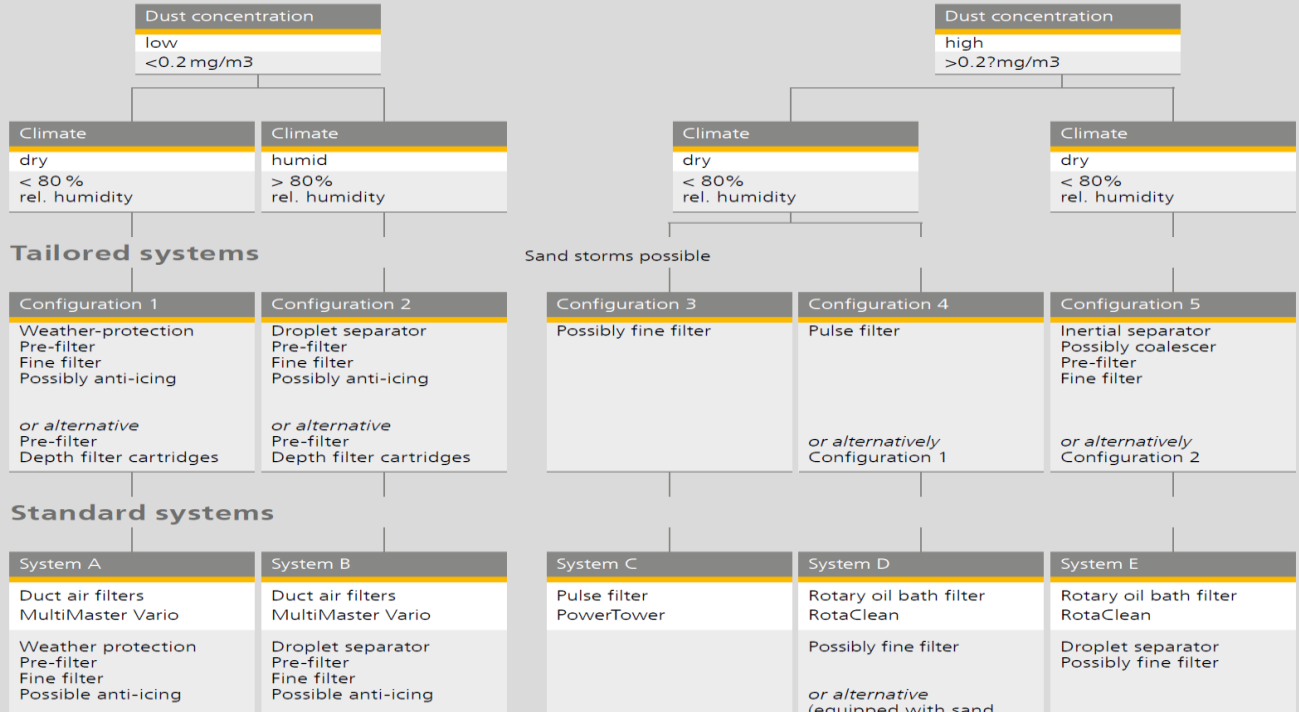 Dust concentration
low
<0.2 mg/m3
Dust concentration
high
>0.2?mg/m3
Climate
dry
< 80 %
rel. humidity
Climate
humid
> 80%
rel. humidity
Climate
dry
< 80%
rel. humidity
Climate
dry
< 80%
rel. humidity
Tailored systems
Sand storms possible
Configuration 1
Weather-protection
Pre-filter
Fine filter
Possibly anti-icing
or alternative
Pre-filter
Depth filter cartridges
Configuration 2
Droplet separator
Pre-filter
Fine filter
Possibly anti-icing
or alternative
Pre-filter
Depth filter cartridges
Configuration 3
Possibly fine filter
Configuration 4
Pulse filter
or alternatively
Configuration 1
Configuration 5
Inertial separator
Possibly coalescer
Pre-filter
Fine filter
or alternatively
Configuration 2
Standard systems
System A
Duct air filters
MultiMaster Vario
Weather protection
Pre-filter
Fine filter
Possible anti-icing
System B
Duct air filters
MultiMaster Vario
Droplet separator
Pre-filter
Fine filter
Possible anti-icing
System C
Pulse filter
PowerTower
System D
Rotary oil bath filter
RotaClean
Possibly fine filter
or alternative
(equipped with sand
System E
Rotary oil bath filter
RotaClean
Droplet separator
Possibly fine filter